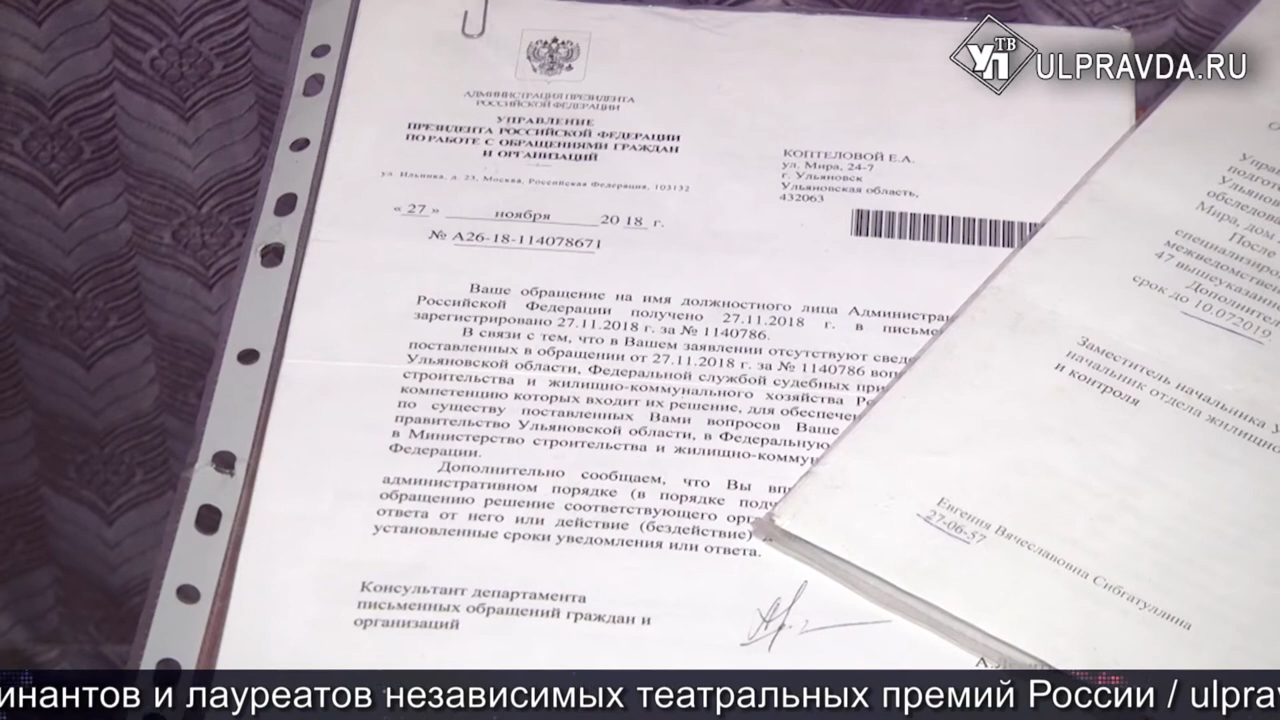 УП ТВ ULPRAVDA.RU
АДМИНИСТРАЦИЯ ПРЕЗИДЕНТА
РОССИЙСКОЙ ФЕДЕРАЦИИ
УПРАВЛЕНИЕ
ПРЕЗИДЕНТА РОССИЙСКОЙ ФЕДЕРАЦИИ
ПО РАБОТЕ С ОБРАЩЕНИЯМИ ГРАЖДАН
И ОРГАНИЗАЦИЙ
ул. Ильинка, д. 23, Москва, Российская Федерация, 103132
« 27 » ноября 20 18 г.
№ А26-18-114078671
КОПТЕЛОВОЙ Е.А.
ул. Мира, 24-7
г. Ульяновск
Ульяновская область,
432063
Ваше обращение на имя должностного лица Администрац
Российской Федерации получено 27.11.2018 г. в письме
зарегистрировано 27.11.2018 г. за № 1140786.
В связи с тем, что в Вашем заявлении отсутствуют сведе
поставленных в обращении от 27.11.2018 г. за № 1140786 вопр
Ульяновской области, Федеральной службой судебных при
строительства и жилищно-коммунального хозяйства Ро
компетенцию которых входит их решение, для обеспечен
по существу поставленных Вами вопросов Ваше
правительство Ульяновской области, в Федеральную
в Министерство строительства и жилищно-коммун
Федерации.
Дополнительно сообщаем, что Вы впр
административном порядке (в порядке подч
обращению решение соответствующего орг
ответа от него или действие (бездействие)
установленные сроки уведомления или ответа.
Консультант департамента
письменных обращений граждан и
организаций
Управ
подгото
Ульянов
обследова
Мира, дом
После
специализиро
межведомствен
47 вышеуказанн
Дополнител
срок до 10.07.2019
Заместитель начальника у
начальник отдела жилищно
и контроля
Евгения Вячеславовна Сибгатуллина
27-06-57
инантов и лауреатов независимых театральных премий России / ulprav